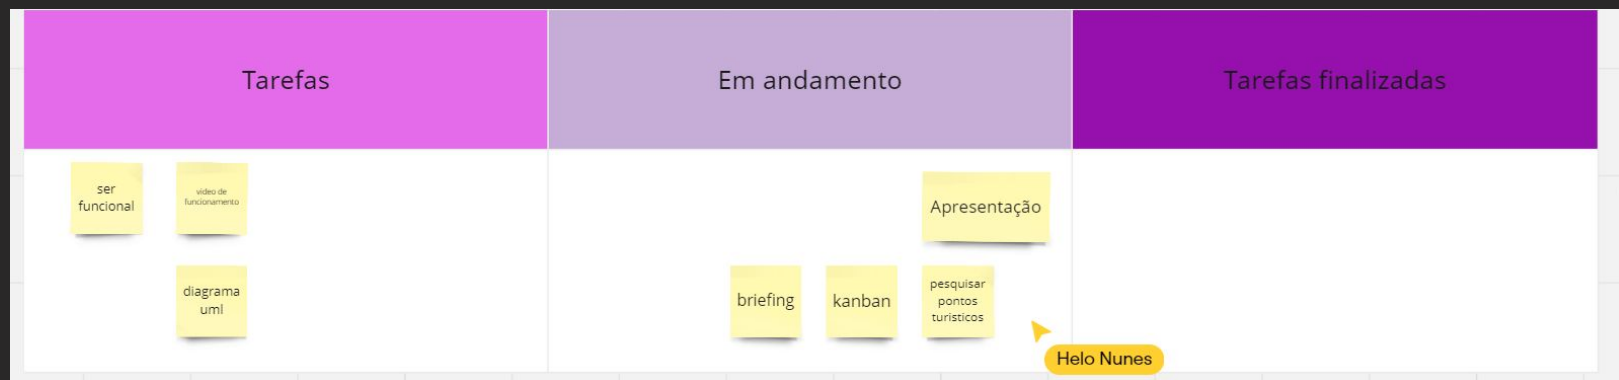 Tarefas
Em andamento
Tarefas finalizadas
ser
funcional
video de
funcionamento
diagrama
uml
Apresentação
briefing
kanban
pesquisar
pontos
turisticos
Helo Nunes